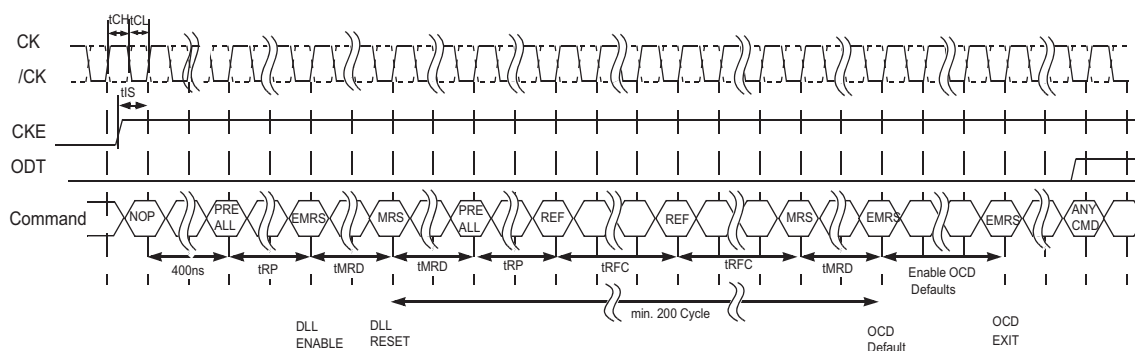 tCH tCL
CK
/CK
tIS
CKE
ODT
Command
NOP
PRE
ALL
EMRS
MRS
PRE
ALL
REF
REF
MRS
EMRS
EMRS
ANY
CMD
400ns
tRP
tMRD
tMRD
tRP
tRFC
tRFC
tMRD
Enable OCD
Defaults
min. 200 Cycle
DLL
ENABLE
DLL
RESET
OCD
Default
OCD
EXIT